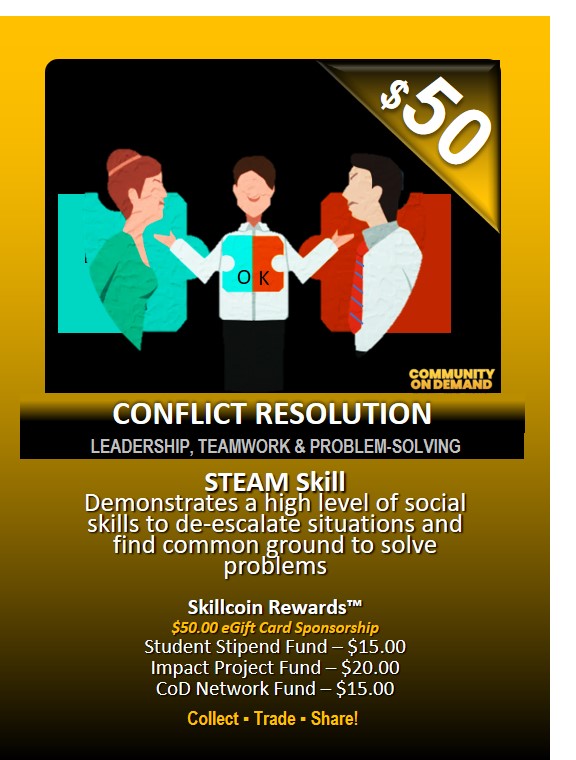 $50
O K
COMMUNITY
ON DEMAND
CONFLICT RESOLUTION
LEADERSHIP, TEAMWORK & PROBLEM-SOLVING
STEAM Skill
Demonstrates a high level of social
skills to de-escalate situations and
find common ground to solve
problems
Skillcoin Rewards™
$50.00 eGift Card Sponsorship
Student Stipend Fund – $15.00
Impact Project Fund – $20.00
CoD Network Fund – $15.00
Collect ▪ Trade ▪ Share!